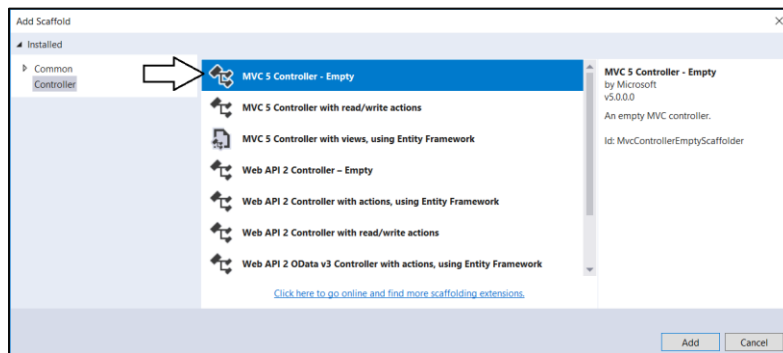 Add Scaffold
Installed
Common
Controller
MVC 5 Controller - Empty
MVC 5 Controller with read/write actions
MVC 5 Controller with views, using Entity Framework
Web API 2 Controller – Empty
Web API 2 Controller with actions, using Entity Framework
Web API 2 Controller with read/write actions
Web API 2 OData v3 Controller with actions, using Entity Framework
Click here to go online and find more scaffolding extensions.
MVC 5 Controller - Empty
by Microsoft
v5.0.0.0
An empty MVC controller.
Id: MvcControllerEmptyScaffolder
Add
Cancel